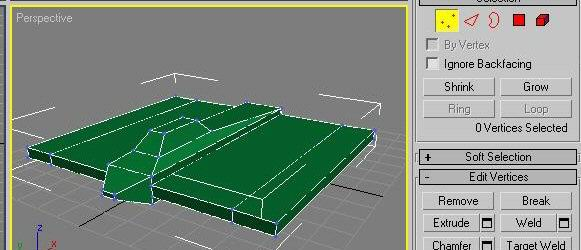 Selection
Perspective
By Vertex
Ignore Backfacing
Shrink Grow
Ring Loop
0 Vertices Selected
+ Soft Selection
- Edit Vertices
Remove Break
Extrude Weld
Chamfer Target Weld
z
y
x